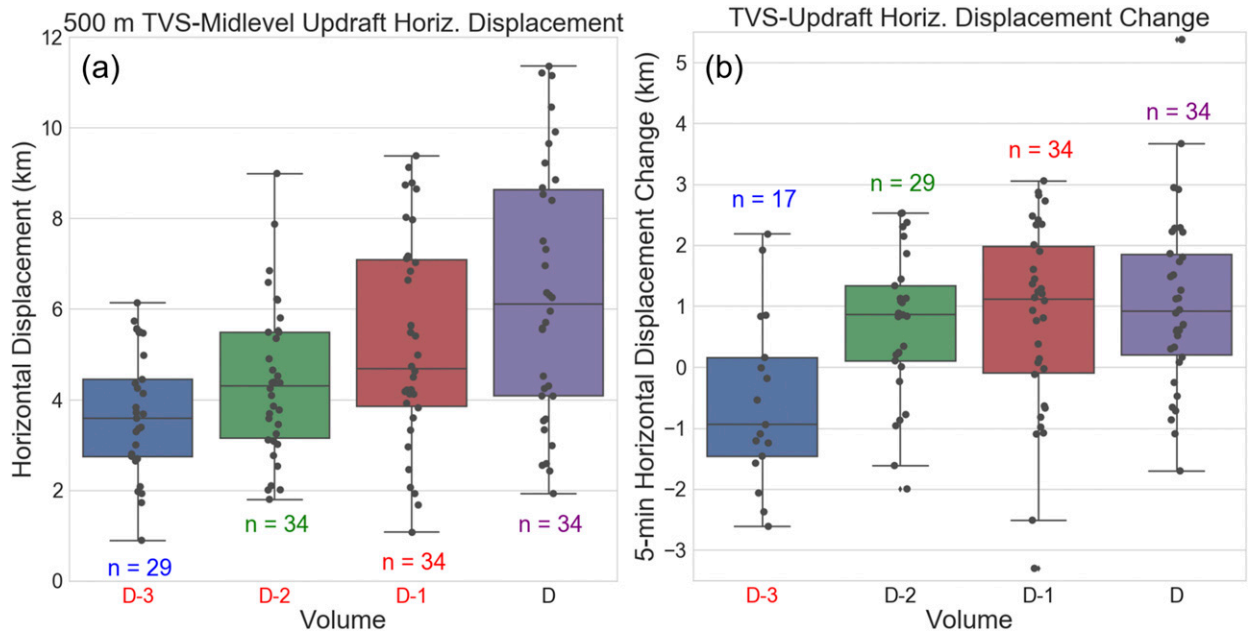 500 m TVS-Midlevel Updraft Horiz. Displacement
(a)
Horizontal Displacement (km)
12
10
8
6
4
2
0
n = 29
n = 34
n = 34
n = 34
D-3
D-2
D-1
D
Volume
TVS-Updraft Horiz. Displacement Change
(b)
5-min Horizontal Displacement Change (km)
5
4
3
2
1
0
−1
−2
−3
n = 17
n = 29
n = 34
n = 34
D-3
D-2
D-1
D
Volume